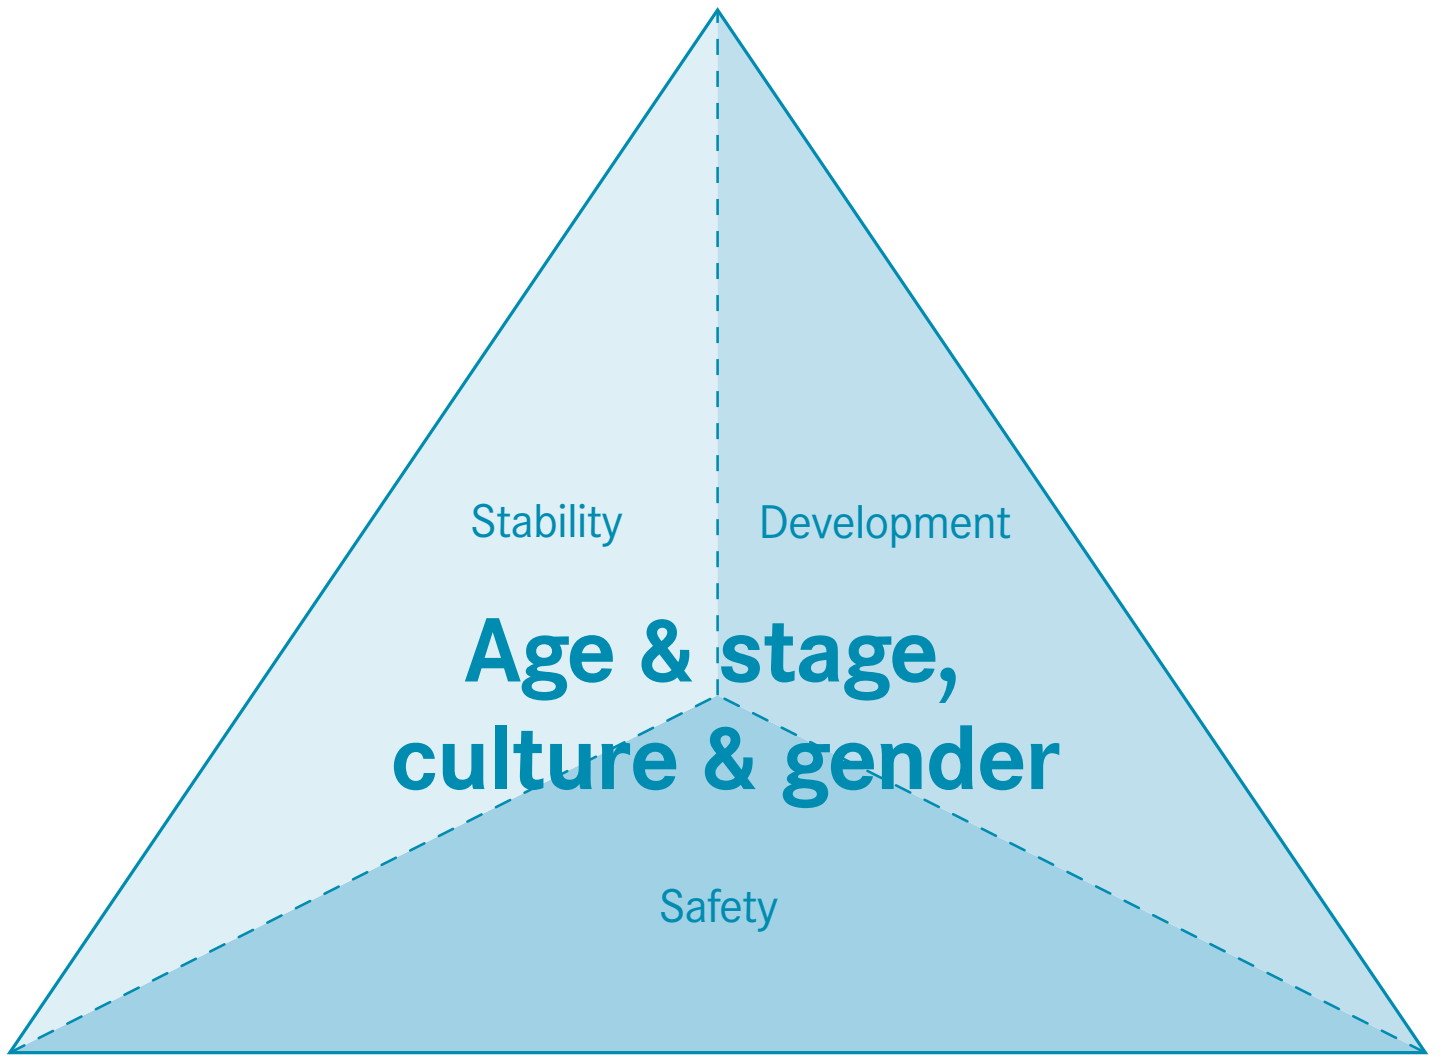 Stability
Development
Age & stage,
culture & gender
Safety